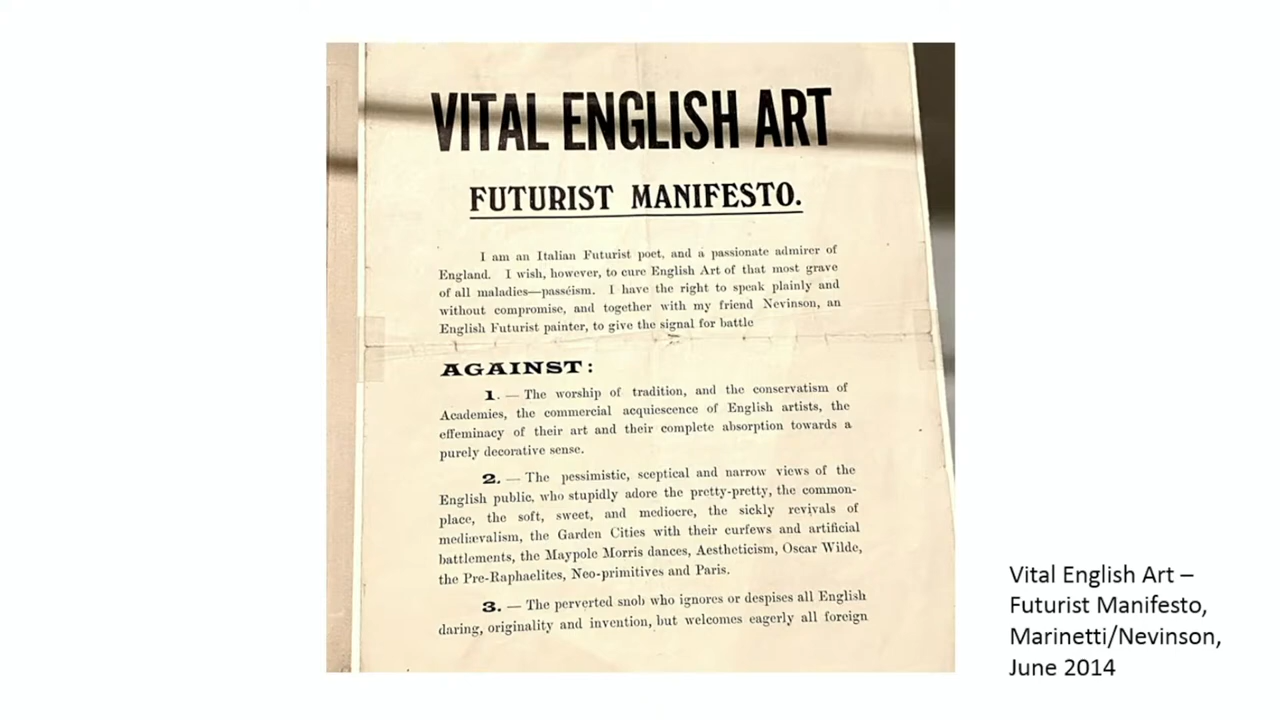 VITAL ENGLISH ART
FUTURIST MANIFESTO.
I am an Italian Futurist poet, and a passionate admirer of
England. I wish, however, to cure English Art of that most grave
of all maladies—passéism. I have the right to speak plainly and
without compromise, and together with my friend Nevinson, an
English Futurist painter, to give the signal for battle
AGAINST:
1. — The worship of tradition, and the conservatism of
Academies, the commercial acquiescence of English artists, the
effeminacy of their art and their complete absorption towards a
purely decorative sense.
2. — The pessimistic, sceptical and narrow views of the
English public, who stupidly adore the pretty-pretty, the common-
place, the soft, sweet, and mediocre, the sickly revivals of
mediævalism, the Garden Cities with their curfews and artificial
battlements, the Maypole Morris dances, Aestheticism, Oscar Wilde,
the Pre-Raphaelites, Neo-primitives and Paris.
3. — The perverted snob who ignores or despises all English
daring, originality and invention, but welcomes eagerly all foreign
Vital English Art –
Futurist Manifesto,
Marinetti/Nevinson,
June 2014